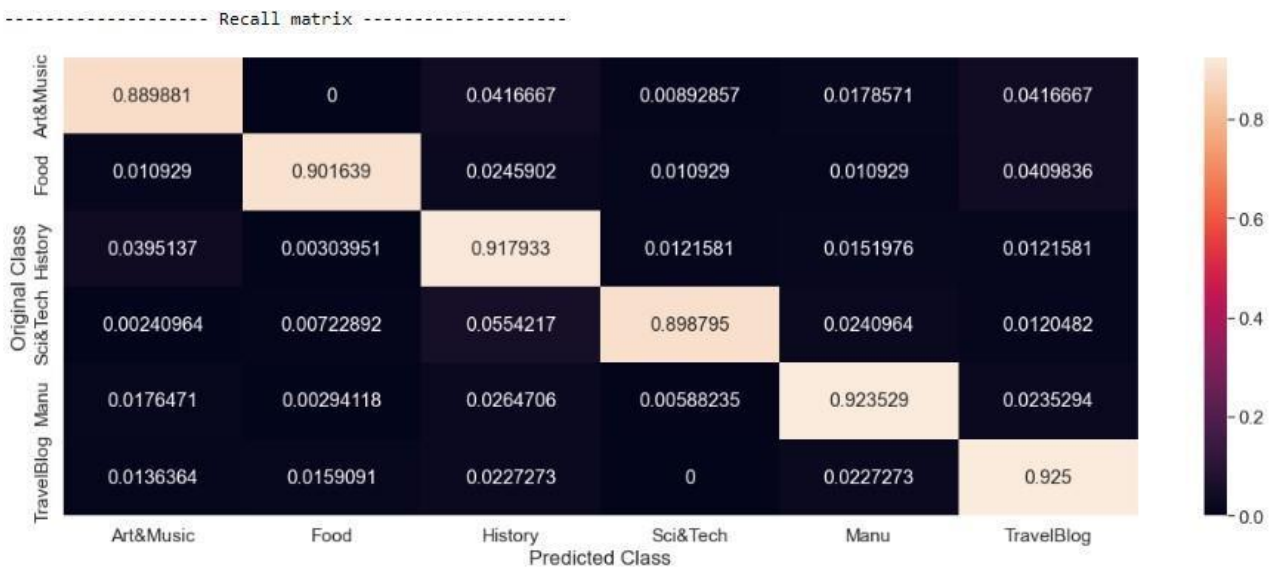 -------------------- Recall matrix --------------------
Art&Music 0.889881 0 0.0416667 0.00892857 0.0178571 0.0416667
Food 0.010929 0.901639 0.0245902 0.010929 0.010929 0.0409836
History 0.0395137 0.00303951 0.917933 0.0121581 0.0151976 0.0121581
Sci&Tech 0.00240964 0.00722892 0.0554217 0.898795 0.0240964 0.0120482
Manu 0.0176471 0.00294118 0.0264706 0.00588235 0.923529 0.0235294
TravelBlog 0.0136364 0.0159091 0.0227273 0 0.0227273 0.925
Original Class
Art&Music Food History Sci&Tech Manu TravelBlog
Predicted Class
0.8
0.6
0.4
0.2
0.0